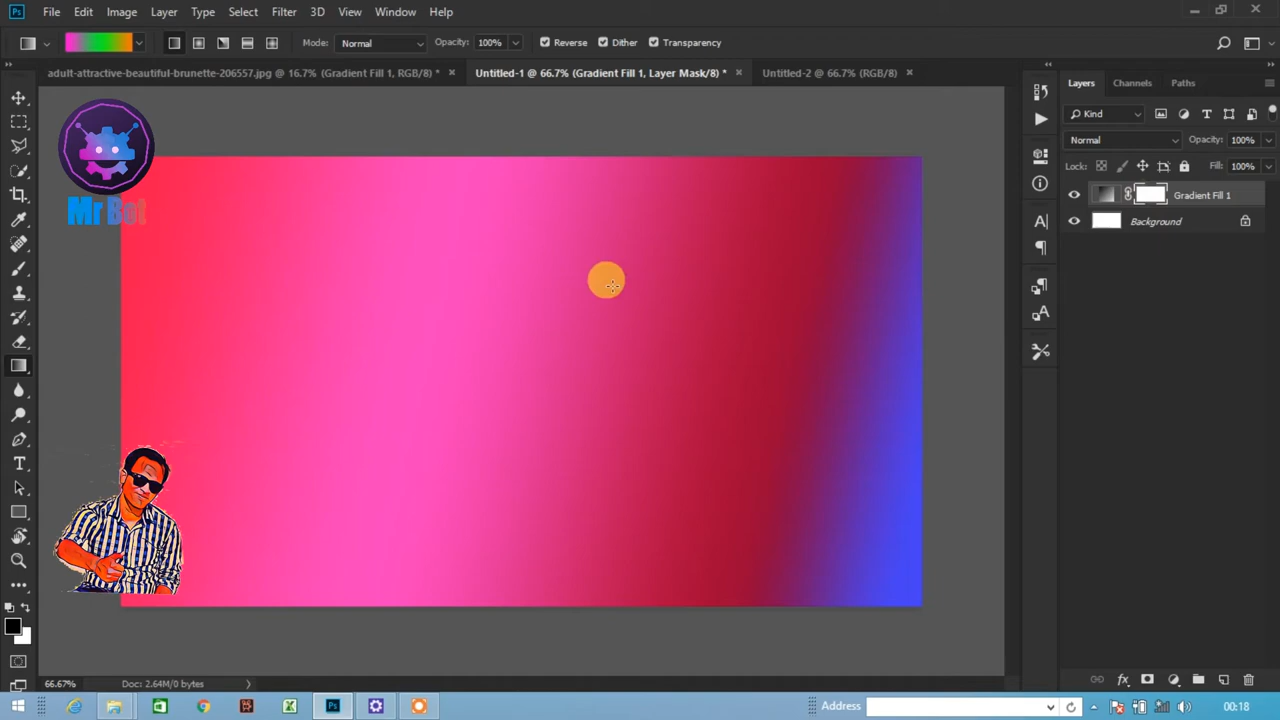 Ps File Edit Image Layer Type Select Filter 3D View Window Help
Mode: Normal Opacity: 100% Reverse Dither Transparency
adult-attractive-beautiful-brunette-206557.jpg @ 16.7% (Gradient Fill 1, RGB/8) * × Untitled-1 @ 66.7% (Gradient Fill 1, Layer Mask/8) * × Untitled-2 @ 66.7% (RGB/8) ×
Layers Channels Paths
Kind
Normal Opacity: 100%
Lock: Fill: 100%
Gradient Fill 1
Background
Mr Bot
66.67% Doc: 2.64M/0 bytes
Ps Address 00:18